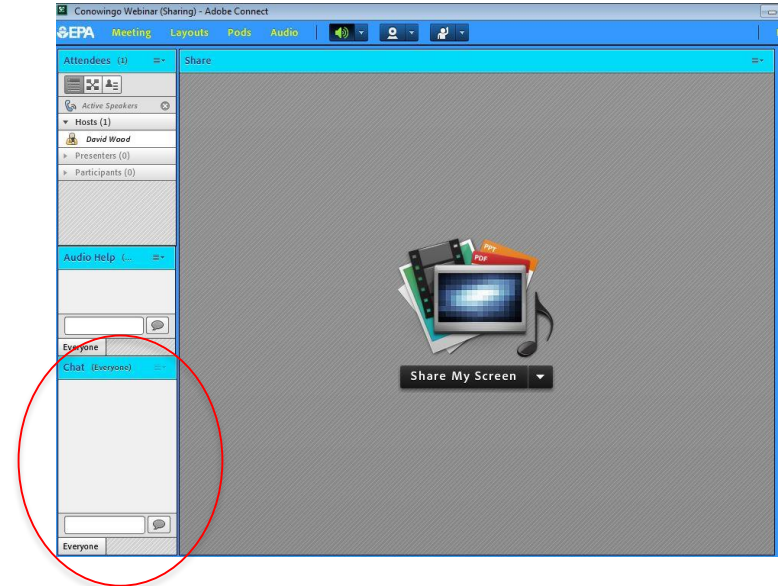 Conowingo Webinar (Sharing) - Adobe Connect
EPA Meeting Layouts Pods Audio
Attendees (1)
Active Speakers
Hosts (1)
David Wood
Presenters (0)
Participants (0)
Audio Help (...
Everyone
Chat (Everyone)
Everyone
Share
PPT
PDF
Share My Screen